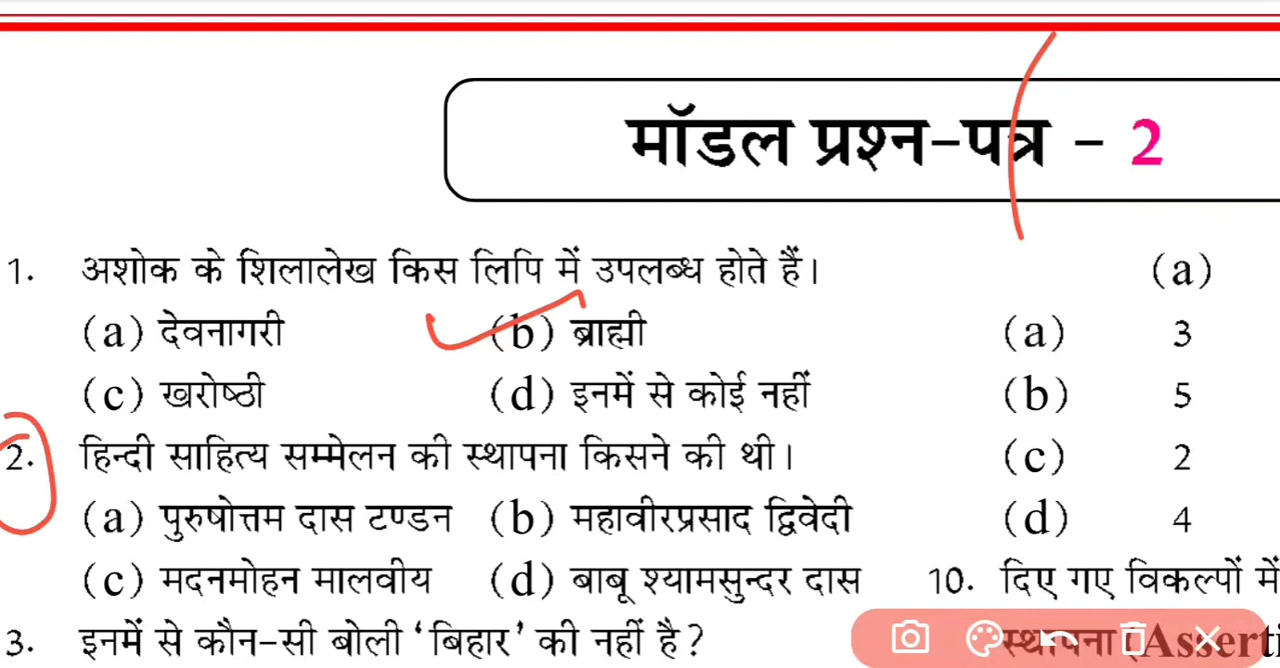 मॉडल प्रश्न-पत्र - 2
1. अशोक के शिलालेख किस लिपि में उपलब्ध होते हैं।
(a) देवनागरी (b) ब्राह्मी
(c) खरोष्ठी (d) इनमें से कोई नहीं
2. हिन्दी साहित्य सम्मेलन की स्थापना किसने की थी।
(a) पुरुषोत्तम दास टण्डन (b) महावीरप्रसाद द्विवेदी
(c) मदनमोहन मालवीय (d) बाबू श्यामसुन्दर दास
3. इनमें से कौन-सी बोली ‘बिहार’ की नहीं है?
(a)
(a) 3
(b) 5
(c) 2
(d) 4
10. दिए गए विकल्पों में